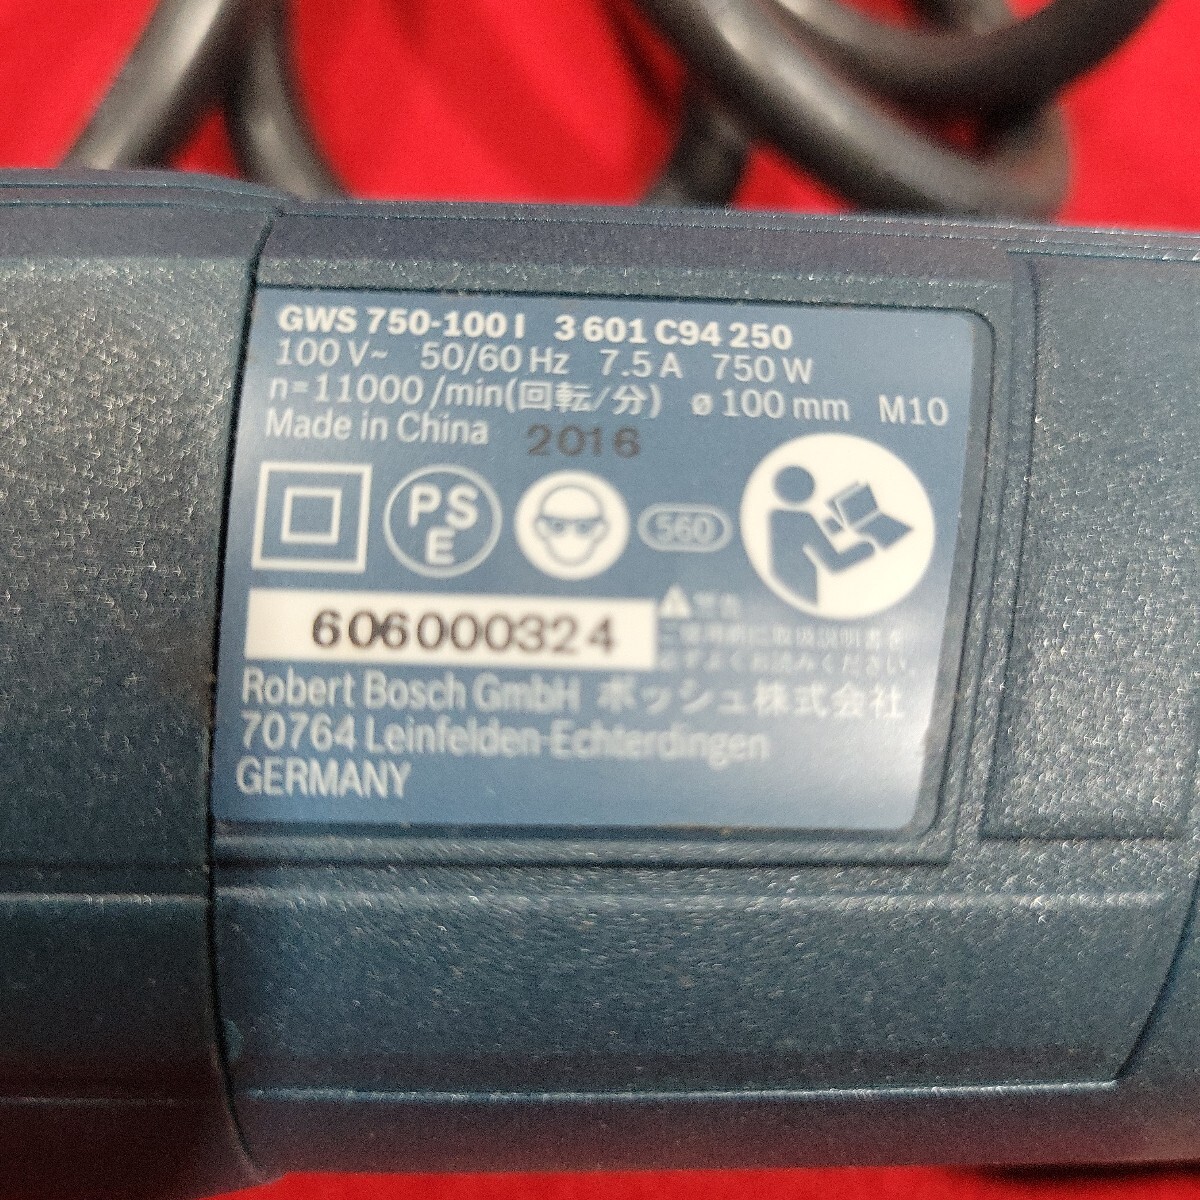 GWS 750-100 I 3 601 C94 250
100 V~ 50/60 Hz 7.5 A 750 W
n=11000 /min(回転/分) ø 100 mm M10
Made in China 2016
PSE
560
606000324
警告
ご使用前に取扱説明書を
必ずよくお読みください
Robert Bosch GmbH ボッシュ株式会社
70764 Leinfelden-Echterdingen
GERMANY